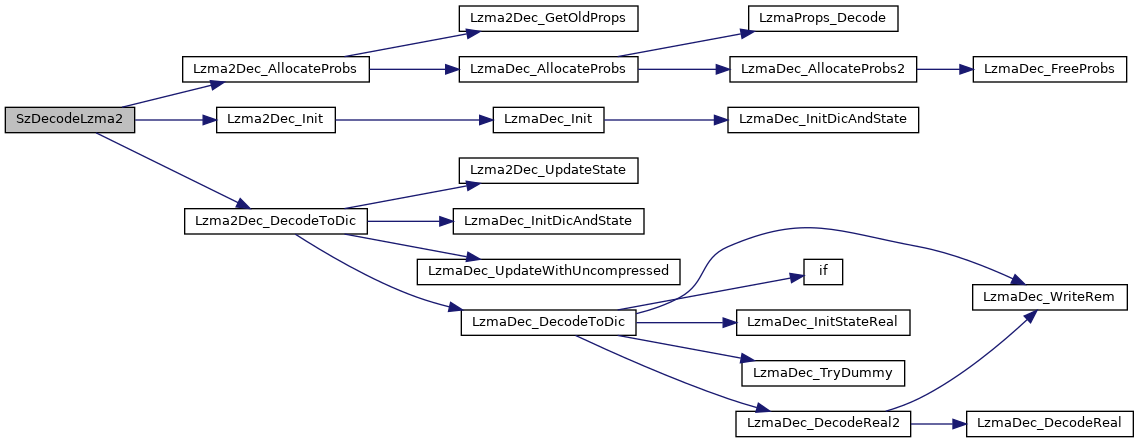 Lzma2Dec_GetOldProps
LzmaProps_Decode
Lzma2Dec_AllocateProbs
LzmaDec_AllocateProbs
LzmaDec_AllocateProbs2
LzmaDec_FreeProbs
SzDecodeLzma2
Lzma2Dec_Init
LzmaDec_Init
LzmaDec_InitDicAndState
Lzma2Dec_UpdateState
Lzma2Dec_DecodeToDic
LzmaDec_InitDicAndState
LzmaDec_UpdateWithUncompressed
if
LzmaDec_WriteRem
LzmaDec_DecodeToDic
LzmaDec_InitStateReal
LzmaDec_TryDummy
LzmaDec_DecodeReal2
LzmaDec_DecodeReal